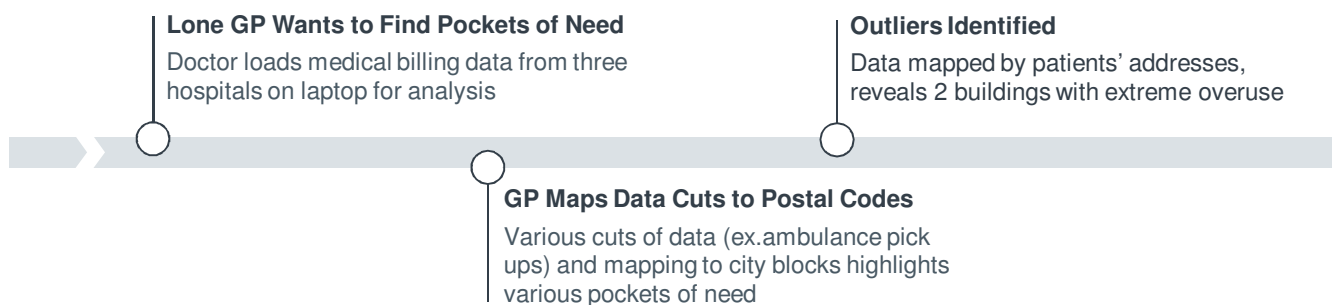 Lone GP Wants to Find Pockets of Need
Doctor loads medical billing data from three
hospitals on laptop for analysis
GP Maps Data Cuts to Postal Codes
Various cuts of data (ex.ambulance pick
ups) and mapping to city blocks highlights
various pockets of need
Outliers Identified
Data mapped by patients’ addresses,
reveals 2 buildings with extreme overuse